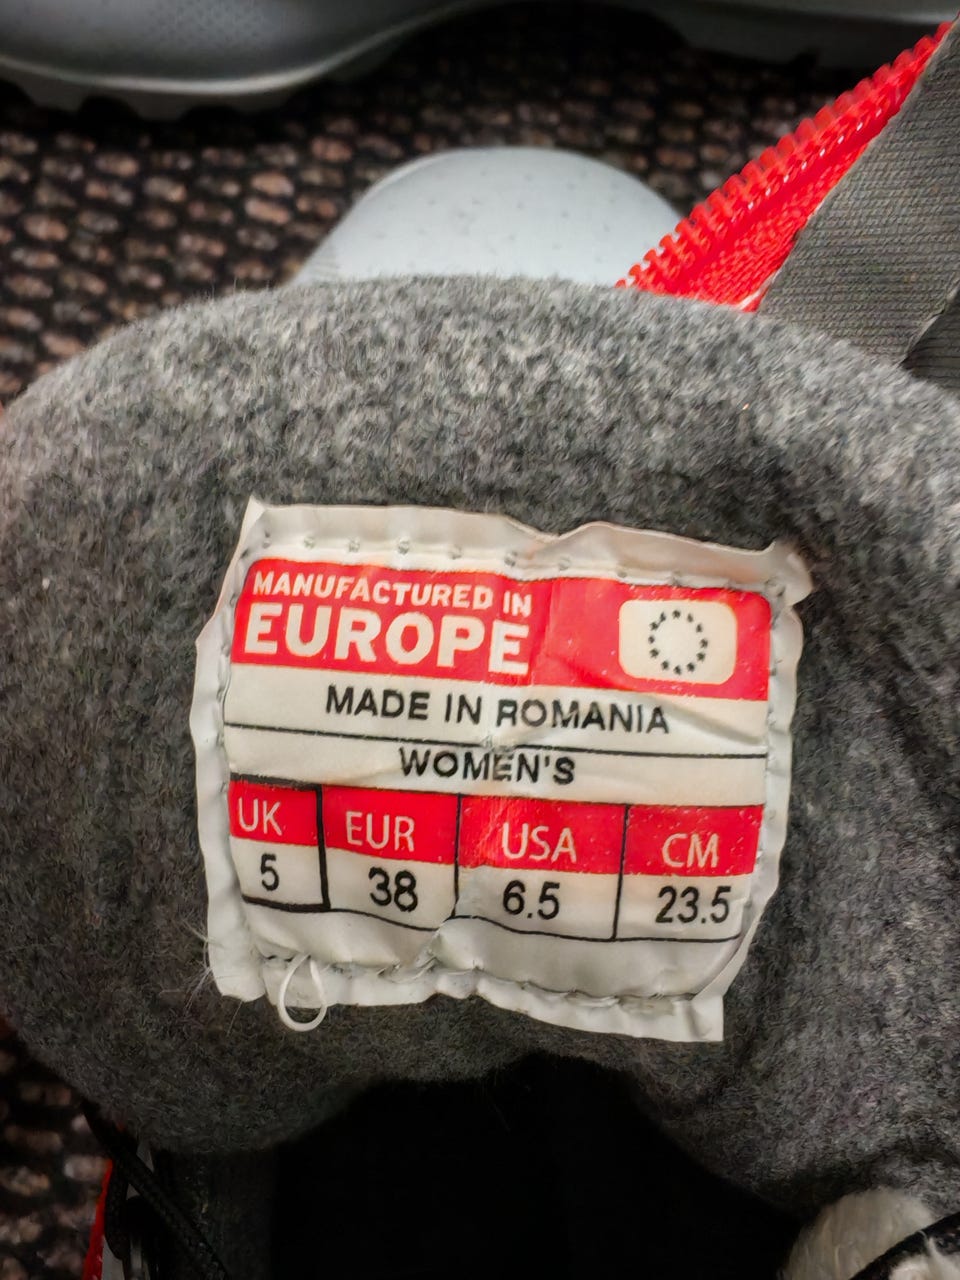 MANUFACTURED IN
EUROPE
MADE IN ROMANIA
WOMEN'S
UK EUR USA CM
5 38 6.5 23.5